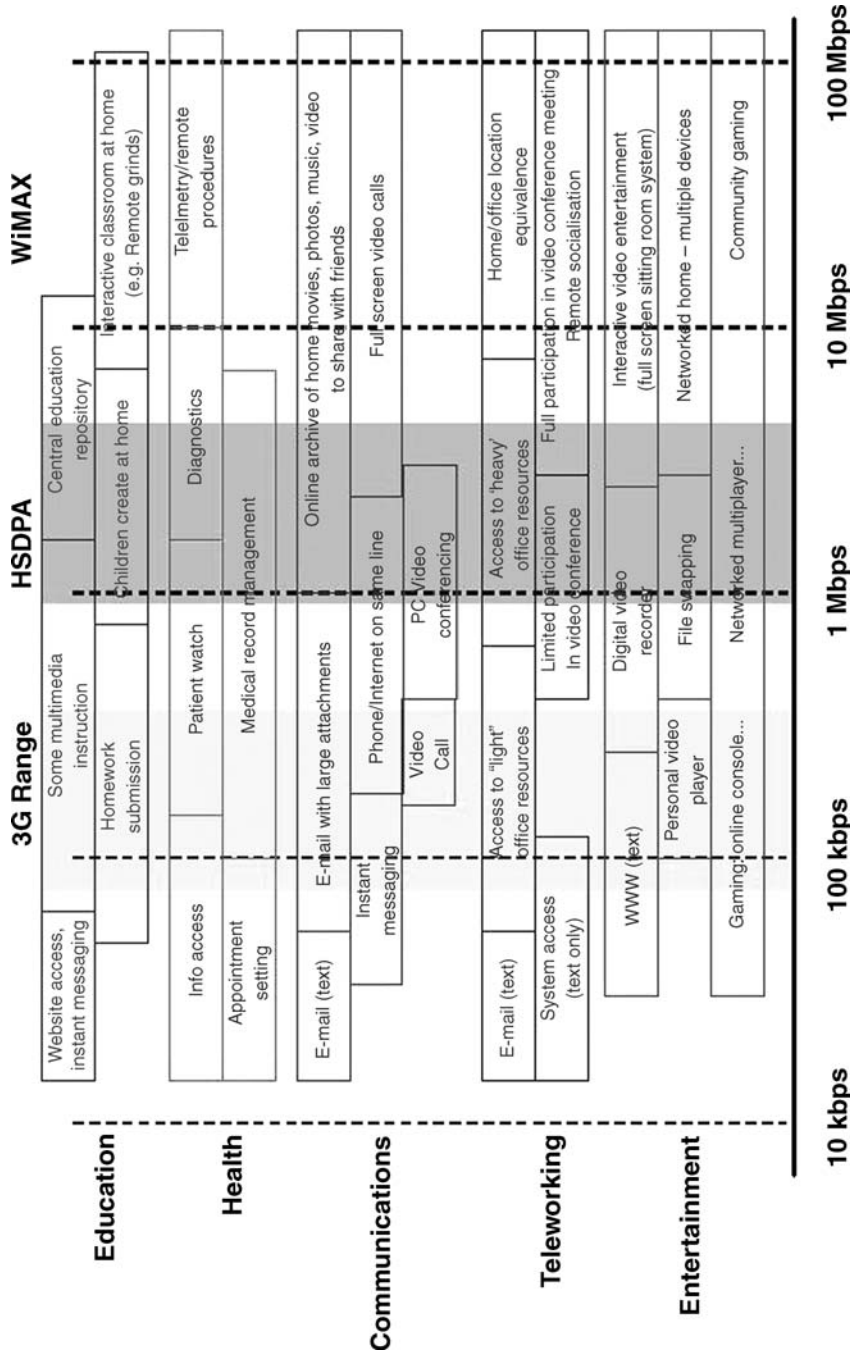 3G Range
HSDPA
WiMAX
Education
Website access,
instant messaging
Some multimedia
instruction
Central education
repository
Homework
submission
Children create at home
Interactive classroom at home
(e.g. Remote grinds)
Health
Info access
Patient watch
Diagnostics
Telelmetry/remote
procedures
Appointment
setting
Medical record management
Communications
E-mail (text)
E-mail with large attachments
Online archive of home movies, photos, music, video
to share with friends
Instant
messaging
Phone/Internet on same line
Full screen video calls
Video
Call
PC-Video
conferencing
Teleworking
E-mail (text)
Access to "light"
office resources
Access to ‘heavy’
office resources
Home/office location
equivalence
System access
(text only)
Limited participation
In video conference
Full participation in video conference meeting
Remote socialisation
Entertainment
WWW (text)
Digital video
recorder
Interactive video entertainment
(full screen sitting room system)
Personal video
player
File swapping
Networked home – multiple devices
Gaming: online console...
Networked multiplayer...
Community gaming
10 kbps
100 kbps
1 Mbps
10 Mbps
100 Mbps